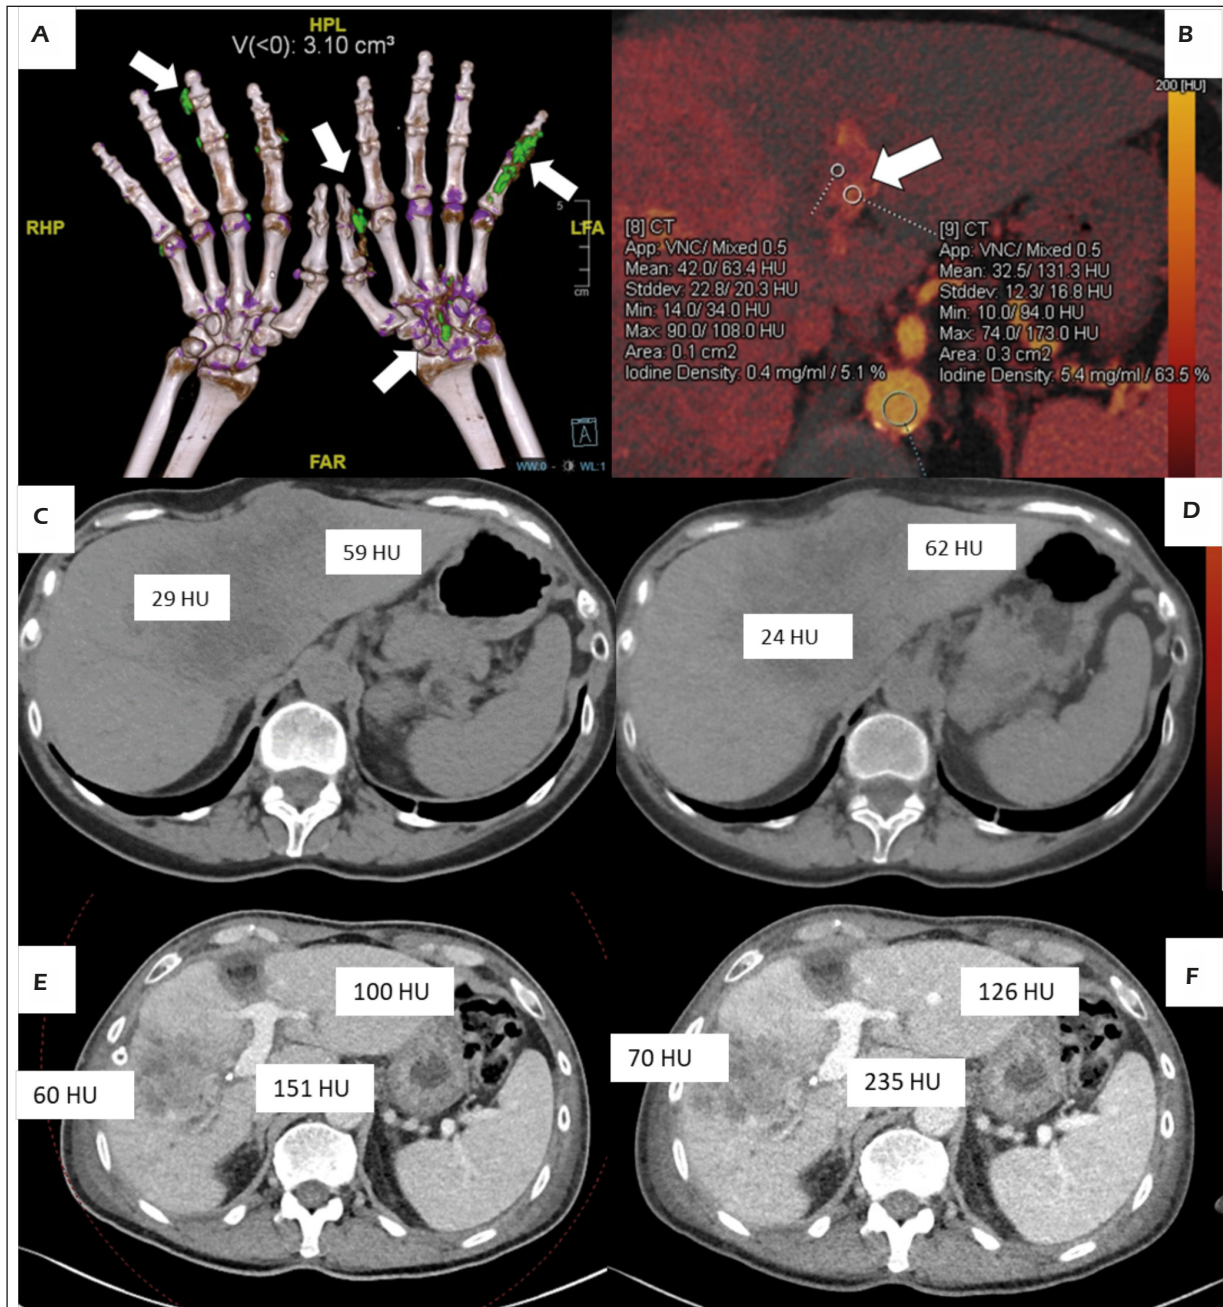 A
HPL
V(<0): 3.10 cm³
RHP
LFA
5
cm
FAR
A
WW:0 - WL:1
B
200 [HU]
[8] CT
App: VNC/ Mixed 0.5
Mean: 42.0/ 63.4 HU
Stddev: 22.8/ 20.3 HU
Min: 14.0/ 34.0 HU
Max: 90.0/ 108.0 HU
Area: 0.1 cm2
Iodine Density: 0.4 mg/ml / 5.1 %
[9] CT
App: VNC/ Mixed 0.5
Mean: 32.5/ 131.3 HU
Stddev: 12.3/ 16.8 HU
Min: 10.0/ 94.0 HU
Max: 74.0/ 173.0 HU
Area: 0.3 cm2
Iodine Density: 5.4 mg/ml / 63.5 %
C
59 HU
29 HU
D
62 HU
24 HU
E
100 HU
60 HU
151 HU
F
126 HU
70 HU
235 HU